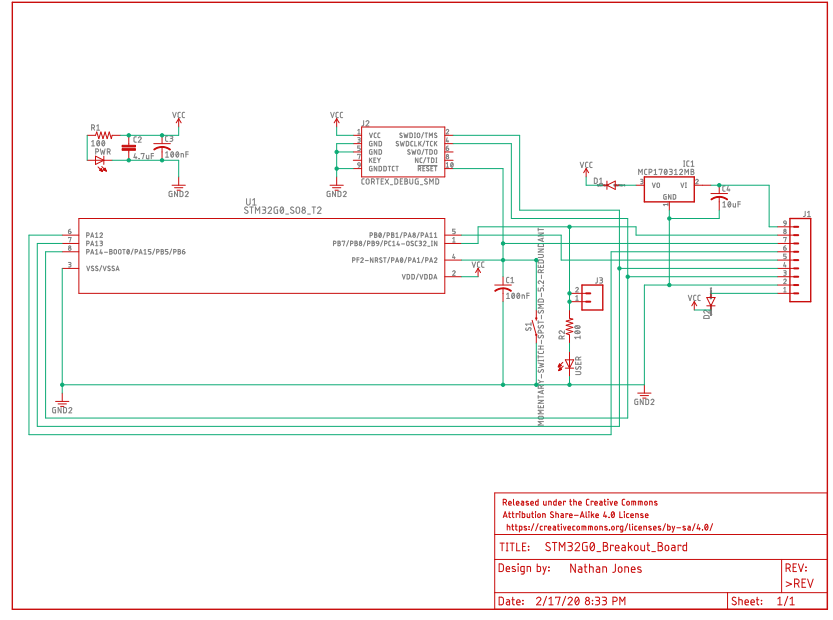 VCC
R1
100
PWR
C2
4.7uF
C3
100nF
GND2
VCC
J2
1 VCC SWDIO/TMS 2
3 GND SWDCLK/TCK 4
5 GND SWO/TDO 6
7 KEY NC/TDI 8
9 GNDDTCT RESET 10
CORTEX_DEBUG_SMD
GND2
U1
STM32G0_SO8_T2
6 PA12 PB0/PB1/PA8/PA11 5
7 PA13 PB7/PB8/PB9/PC14-OSC32_IN 1
8 PA14-BOOT0/PA15/PB5/PB6
PF2-NRST/PA0/PA1/PA2 4
3 VSS/VSSA
VDD/VDDA 2
VCC
C1
100nF
S1
MOMENTARY-SWITCH-SPST-SMD-5.2-REDUNDANT
J3
2
1
R2
100
USER
VCC
D1
IC1
MCP170312MB
3 VO VI 2
GND
1
C4
10uF
J1
9
8
7
6
5
4
3
2
1
VCC
D2
GND2
GND2
Released under the Creative Commons
Attribution Share-Alike 4.0 License
https://creativecommons.org/licenses/by-sa/4.0/
TITLE: STM32G0_Breakout_Board
Design by: Nathan Jones
REV:
>REV
Date: 2/17/20 8:33 PM
Sheet: 1/1